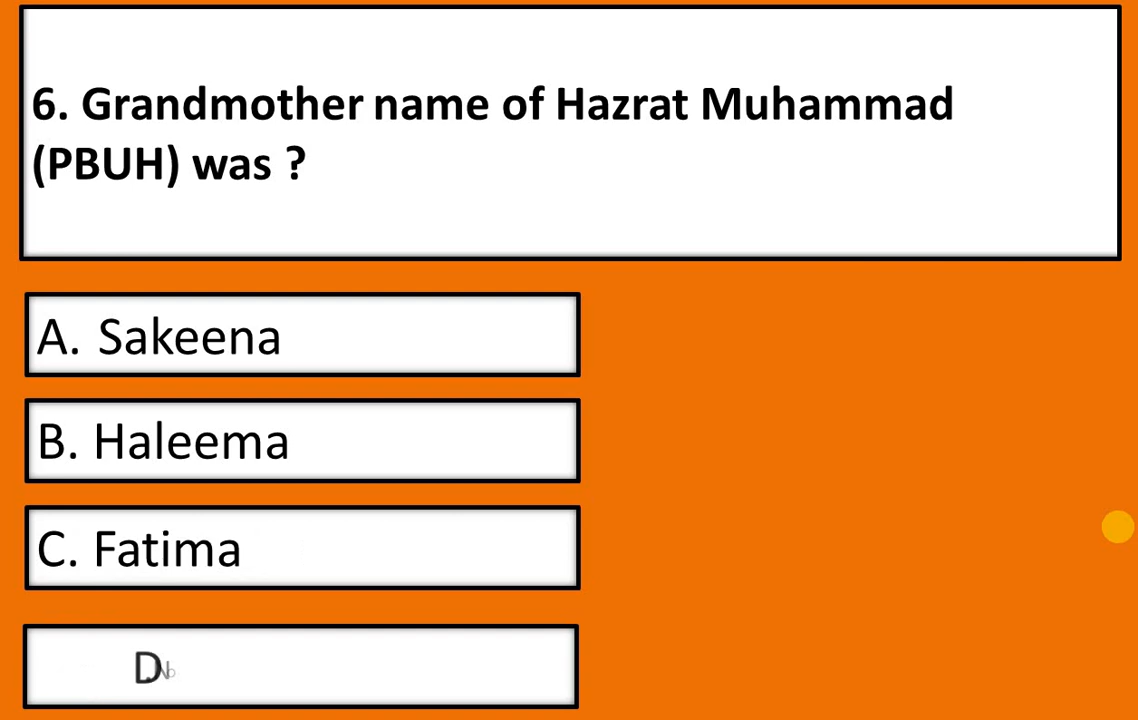 6. Grandmother name of Hazrat Muhammad
(PBUH) was ?
A. Sakeena
B. Haleema
C. Fatima
D